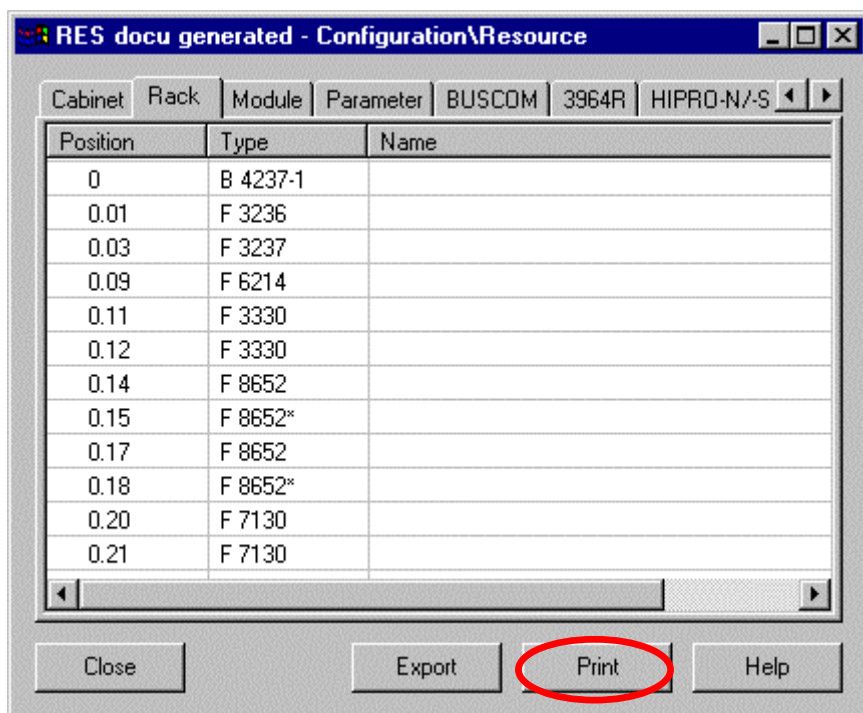 RES docu generated - Configuration\Resource
Cabinet Rack Module Parameter BUSCOM 3964R HIPRO-N/-S
Position Type Name
0 B 4237-1
0.01 F 3236
0.03 F 3237
0.09 F 6214
0.11 F 3330
0.12 F 3330
0.14 F 8652
0.15 F 8652*
0.17 F 8652
0.18 F 8652*
0.20 F 7130
0.21 F 7130
Close Export Print Help